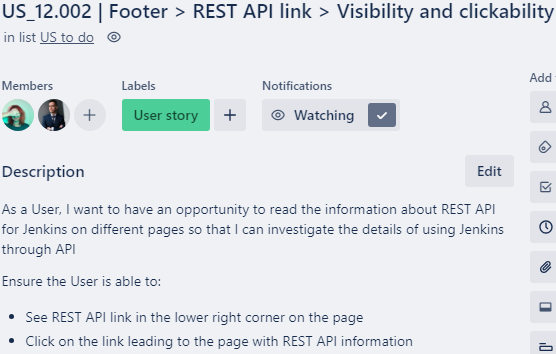 US_12.002 | Footer > REST API link > Visibility and clickability
in list US to do
Members
Labels
Notifications
User story
Watching
Add
Description
Edit
As a User, I want to have an opportunity to read the information about REST API
for Jenkins on different pages so that I can investigate the details of using Jenkins
through API
Ensure the User is able to:
• See REST API link in the lower right corner on the page
• Click on the link leading to the page with REST API information